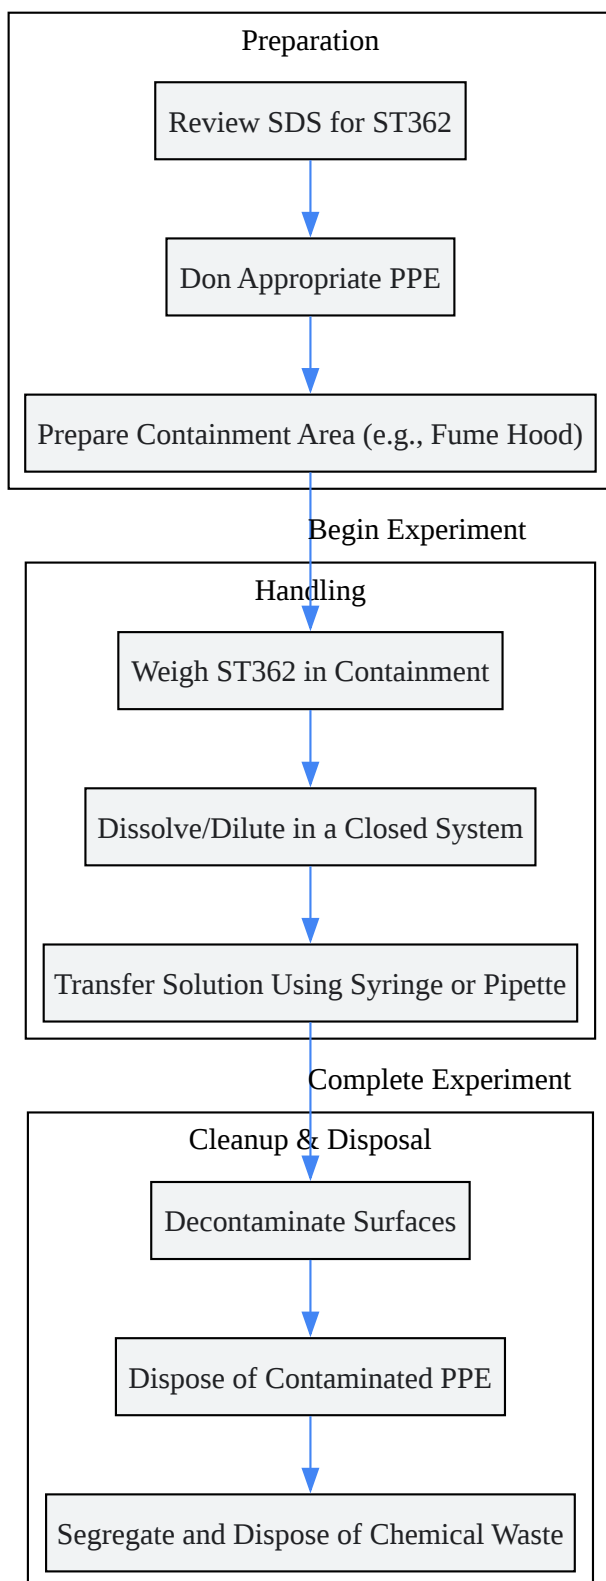 Preparation
Review SDS for ST362
Don Appropriate PPE
Prepare Containment Area (e.g., Fume Hood)
Begin Experiment
Handling
Weigh ST362 in Containment
Dissolve/Dilute in a Closed System
Transfer Solution Using Syringe or Pipette
Complete Experiment
Cleanup & Disposal
Decontaminate Surfaces
Dispose of Contaminated PPE
Segregate and Dispose of Chemical Waste